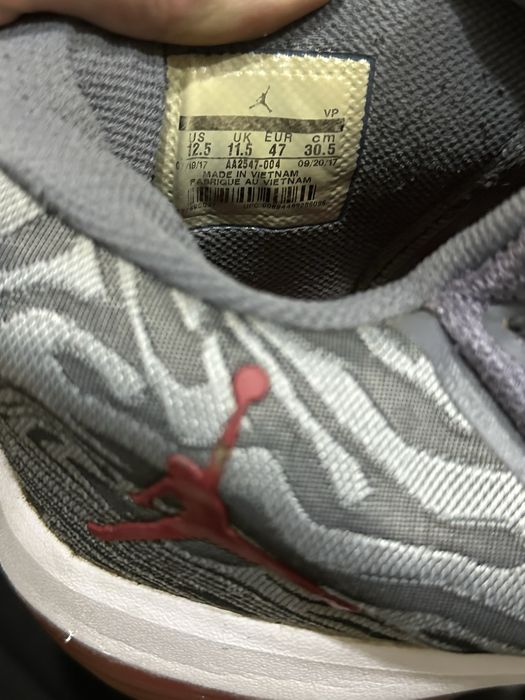 VP
US UK EUR cm
12.5 11.5 47 30.5
AA2547-004 09/20/17
MADE IN VIETNAM
FABRIQUE AU VIETNAM